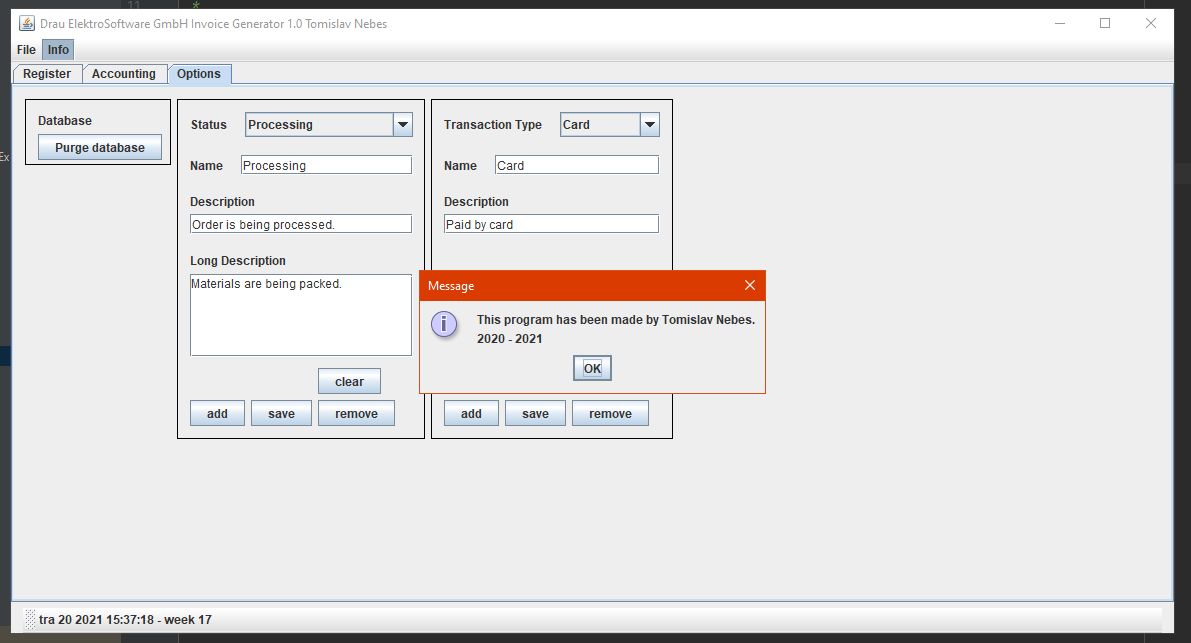 11 *
Drau ElektroSoftware GmbH Invoice Generator 1.0 Tomislav Nebes
File Info
Register Accounting Options
Database
Purge database
Status Processing
Name Processing
Description
Order is being processed.
Long Description
Materials are being packed.
clear
add save remove
Transaction Type Card
Name Card
Description
Paid by card
add save remove
Message
This program has been made by Tomislav Nebes.
2020 - 2021
OK
Ex
tra 20 2021 15:37:18 - week 17